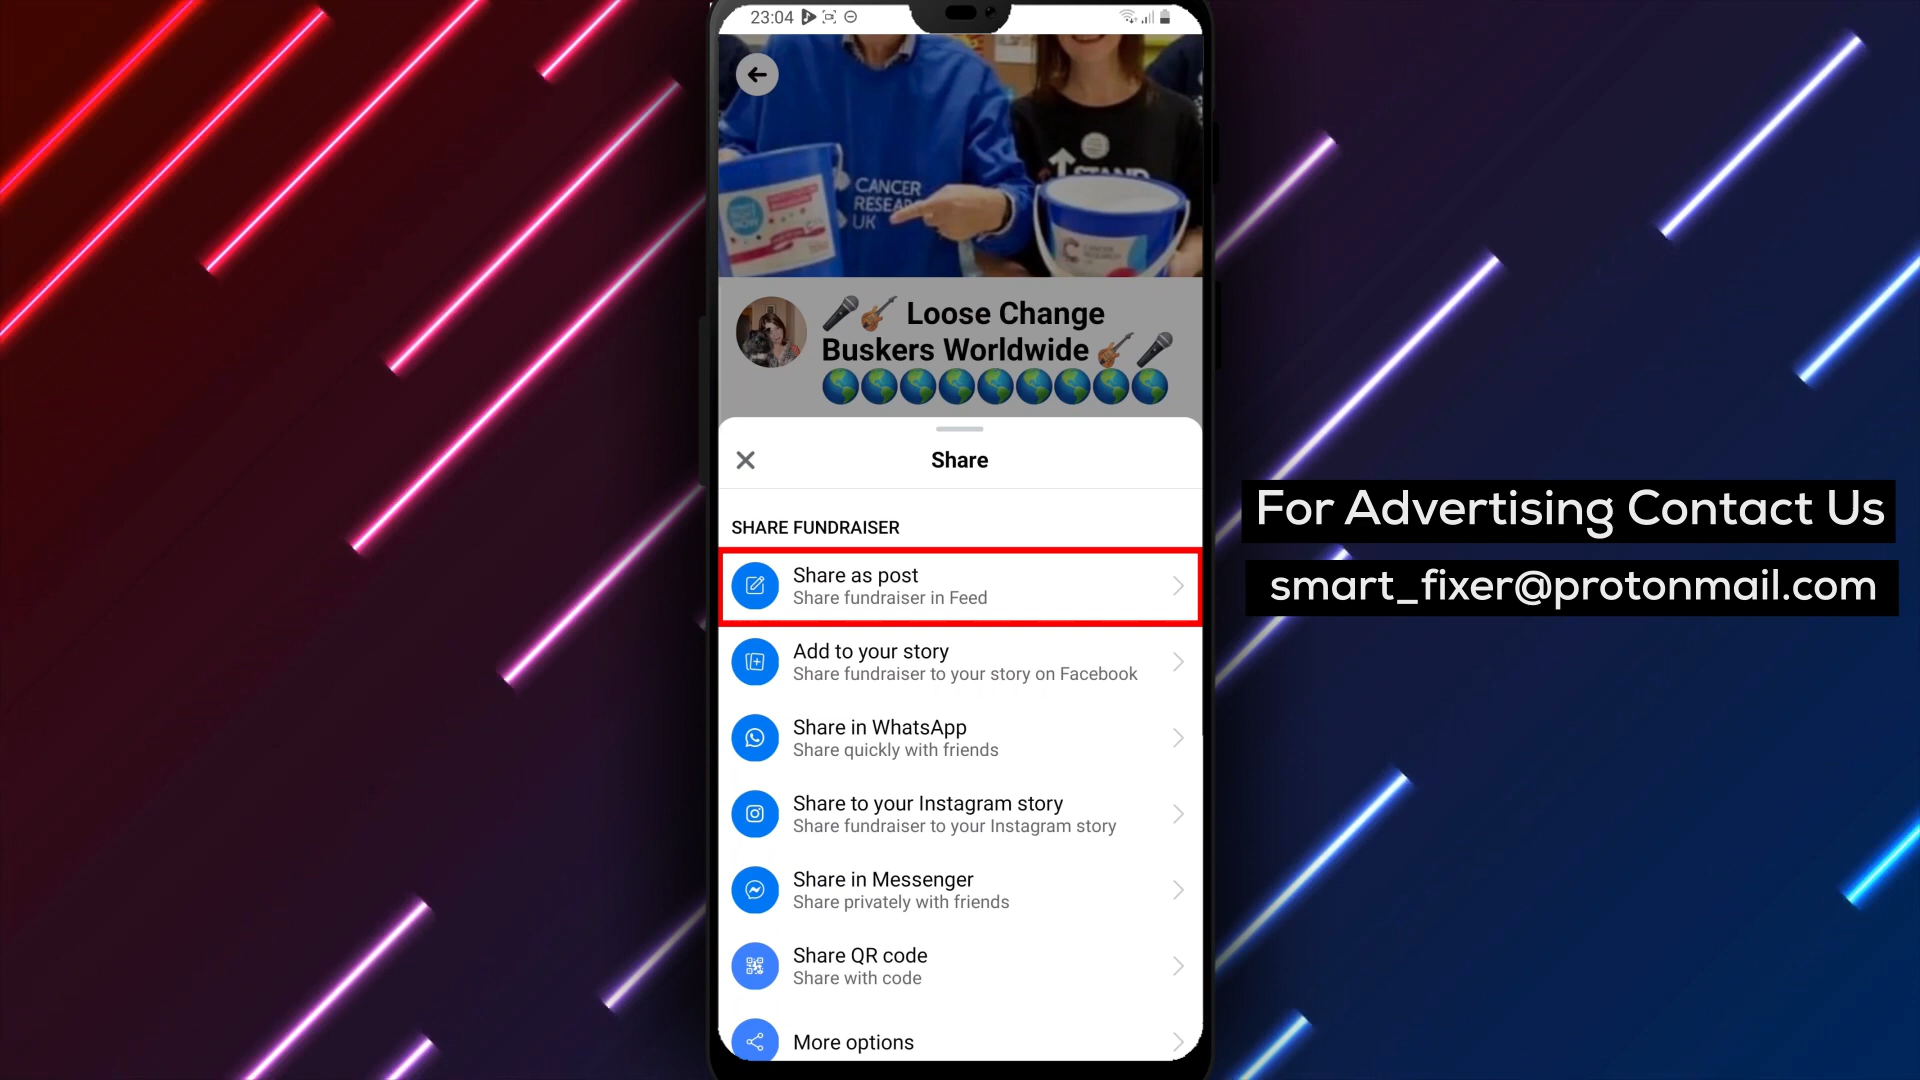 23:04
CANCER
RESEARCH
UK
STAND
CANCER
🎤🎸 Loose Change
Buskers Worldwide 🎸🎤
🌎🌎🌎🌎🌎🌎🌎🌎🌎
Share
SHARE FUNDRAISER
Share as post
Share fundraiser in Feed
Add to your story
Share fundraiser to your story on Facebook
Share in WhatsApp
Share quickly with friends
Share to your Instagram story
Share fundraiser to your Instagram story
Share in Messenger
Share privately with friends
Share QR code
Share with code
More options
For Advertising Contact Us
smart_fixer@protonmail.com